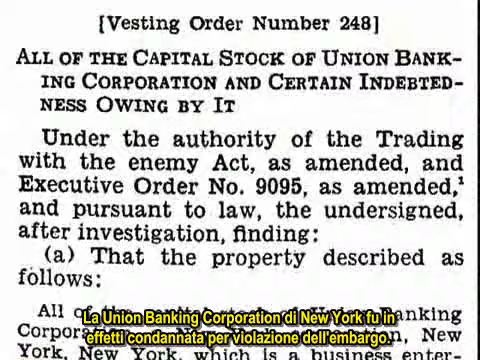 [Vesting Order Number 248]
ALL OF THE CAPITAL STOCK OF UNION BANK-
ING CORPORATION AND CERTAIN INDEBTED-
NESS OWING BY IT
Under the authority of the Trading
with the enemy Act, as amended, and
Executive Order No. 9095, as amended,¹
and pursuant to law, the undersigned,
after investigation, finding:
(a) That the property described as
follows:
All of Banking
New
York, New York, which is a business enter-
La Union Banking Corporation di New York fu in
effetti condannata per violazione dell'embargo.